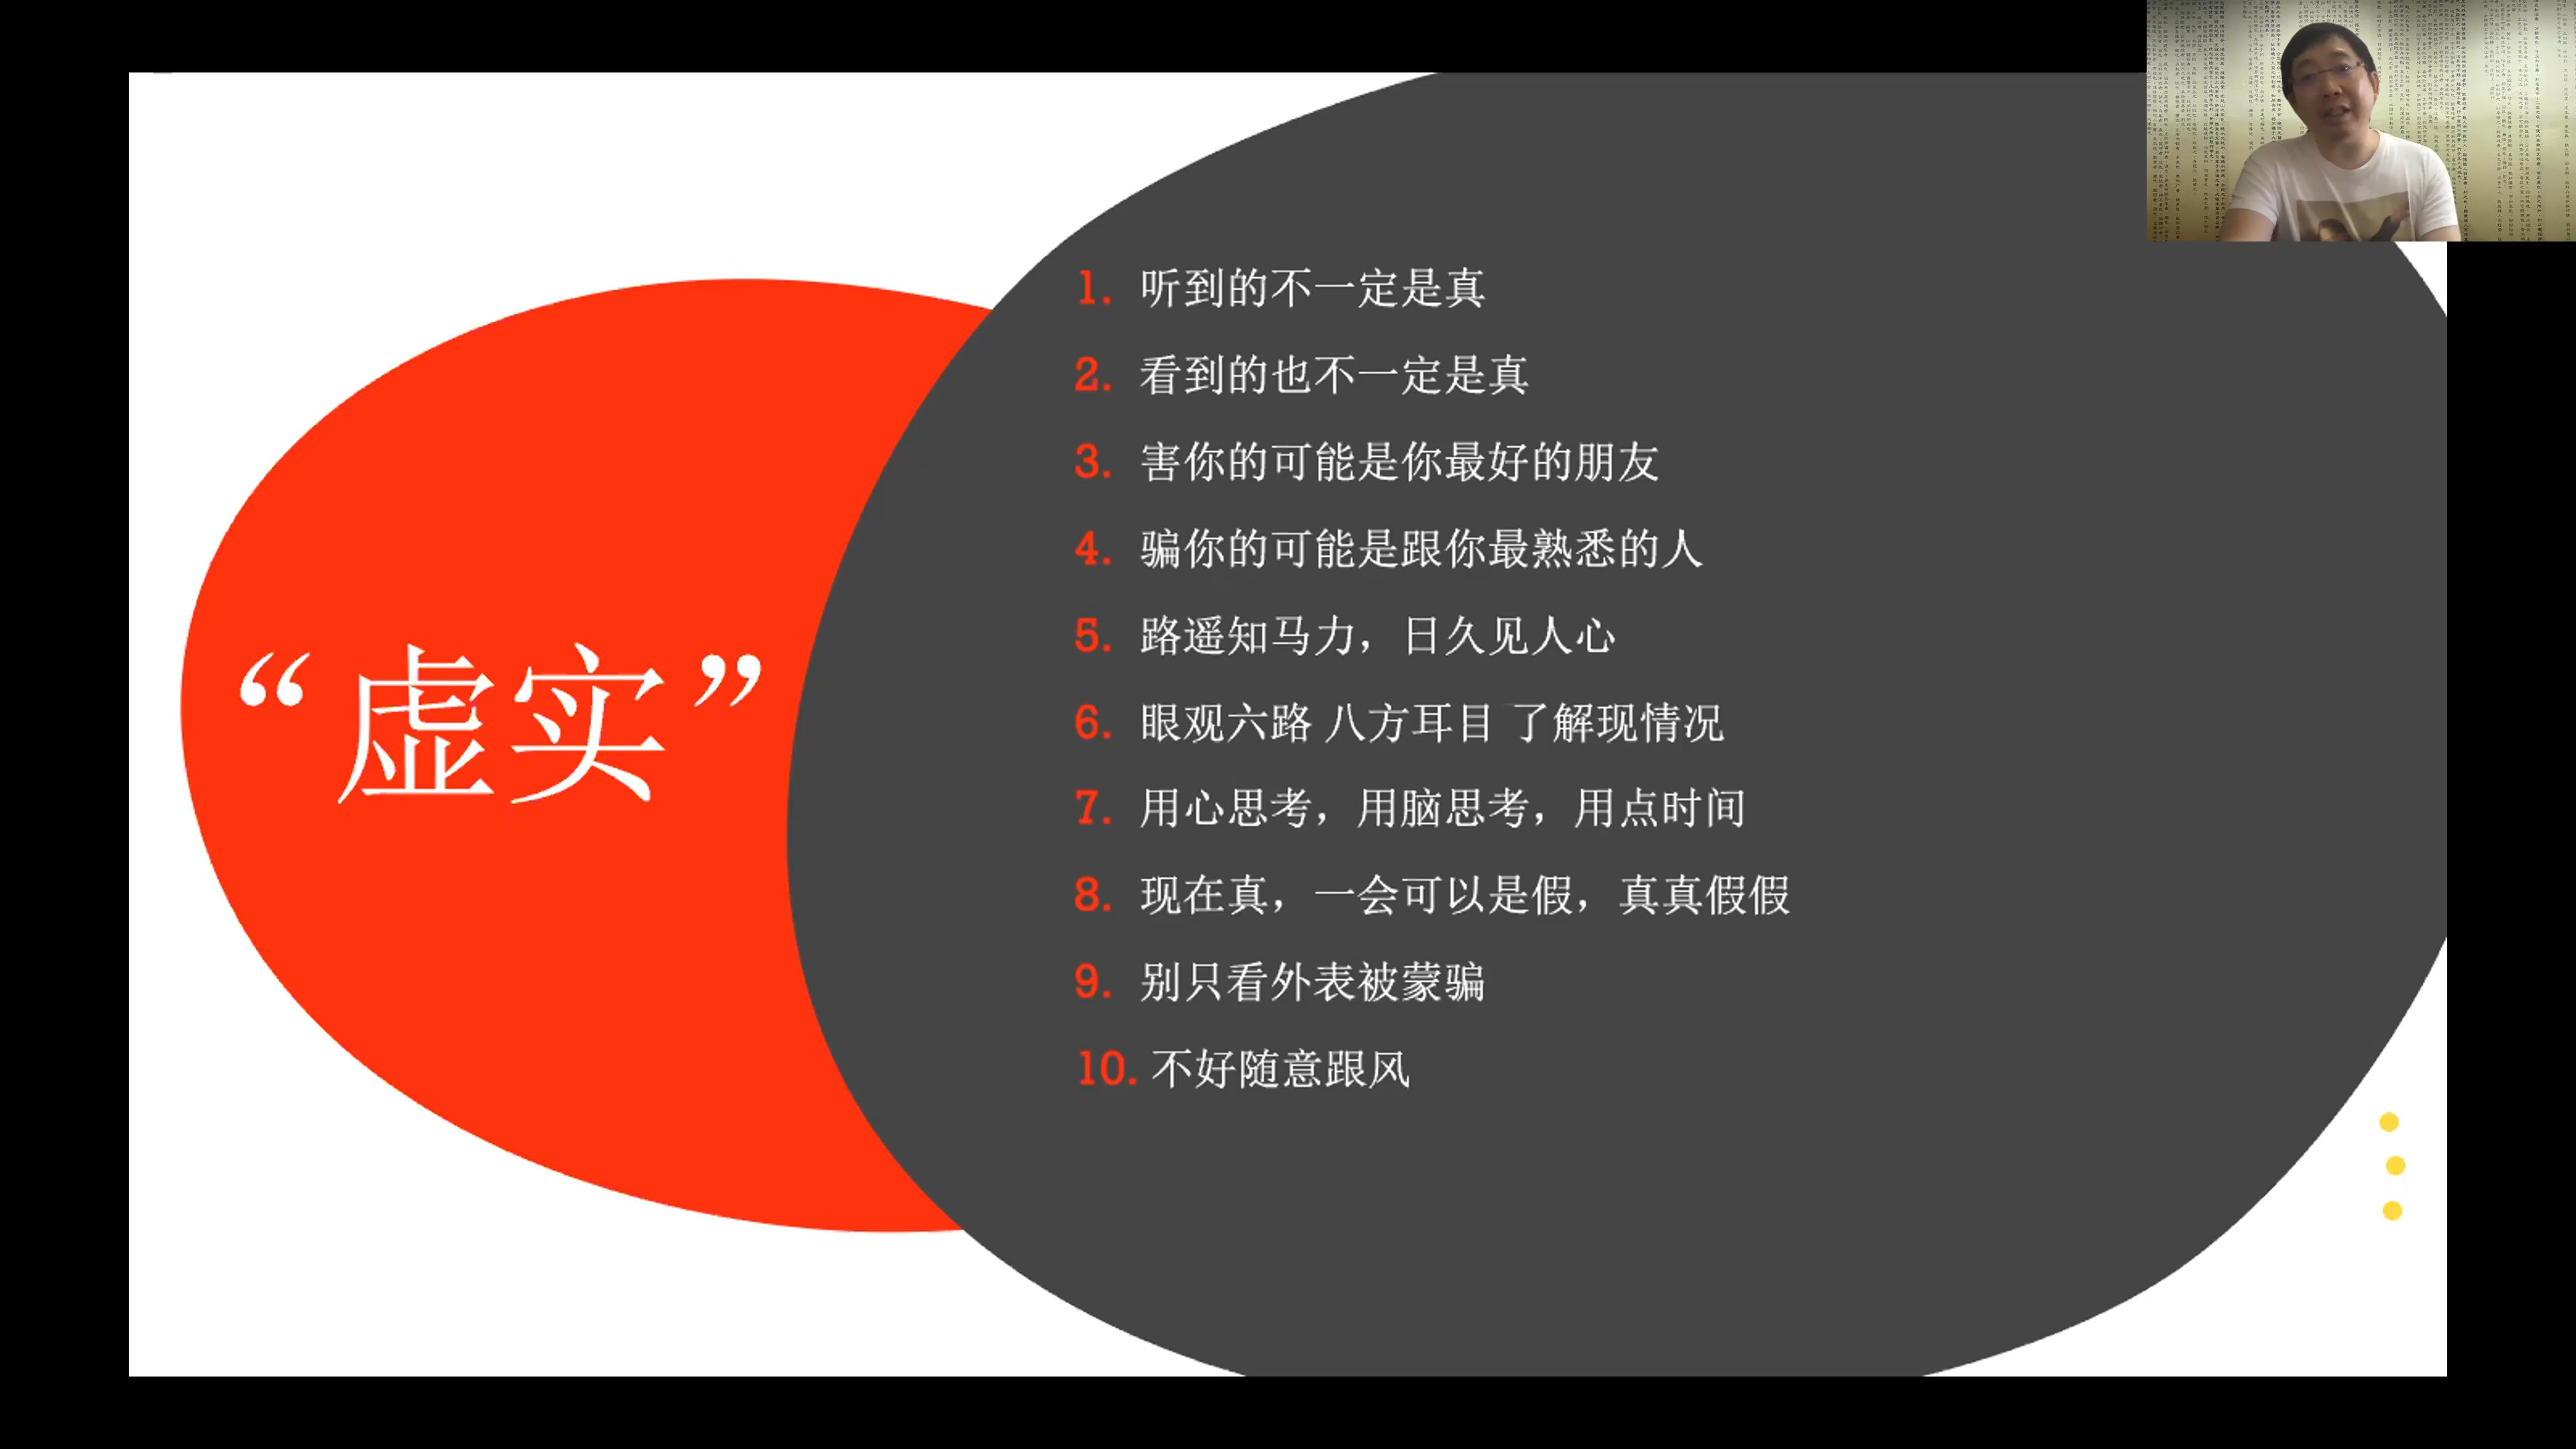 “虚实”
1. 听到的不一定是真
2. 看到的也不一定是真
3. 害你的可能是你最好的朋友
4. 骗你的可能是跟你最熟悉的人
5. 路遥知马力，日久见人心
6. 眼观六路 八方耳目 了解现情况
7. 用心思考，用脑思考，用点时间
8. 现在真，一会可以是假，真真假假
9. 别只看外表被蒙骗
10. 不好随意跟风